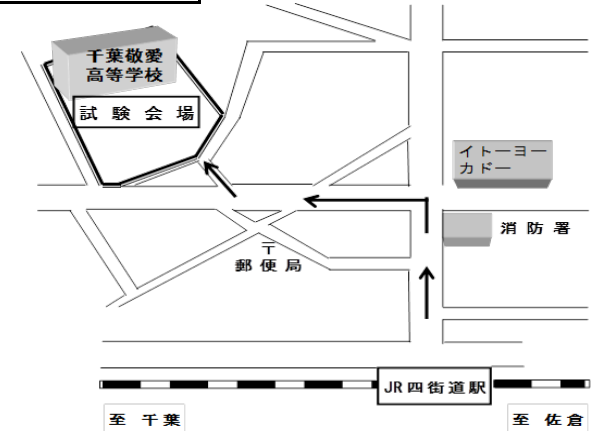 千葉敬愛
高等学校
試験会場
イトーヨー
カドー
消防署
〒
郵便局
JR四街道駅
至 千葉
至 佐倉